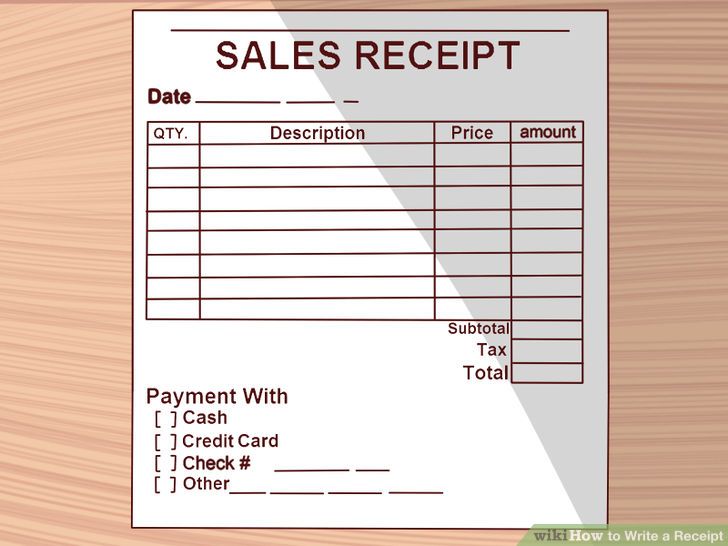 SALES RECEIPT
Date
QTY. Description Price amount
Subtotal
Tax
Total
Payment With
[ ] Cash
[ ] Credit Card
[ ] Check #
[ ] Other
wikiHow to Write a Receipt